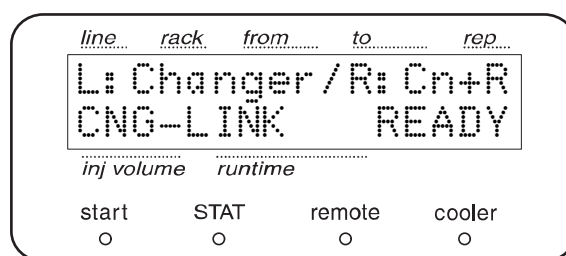 line rack from to rep
L:Changer/R:Cn+R
CNG-LINK READY
inj volume runtime
start STAT remote cooler